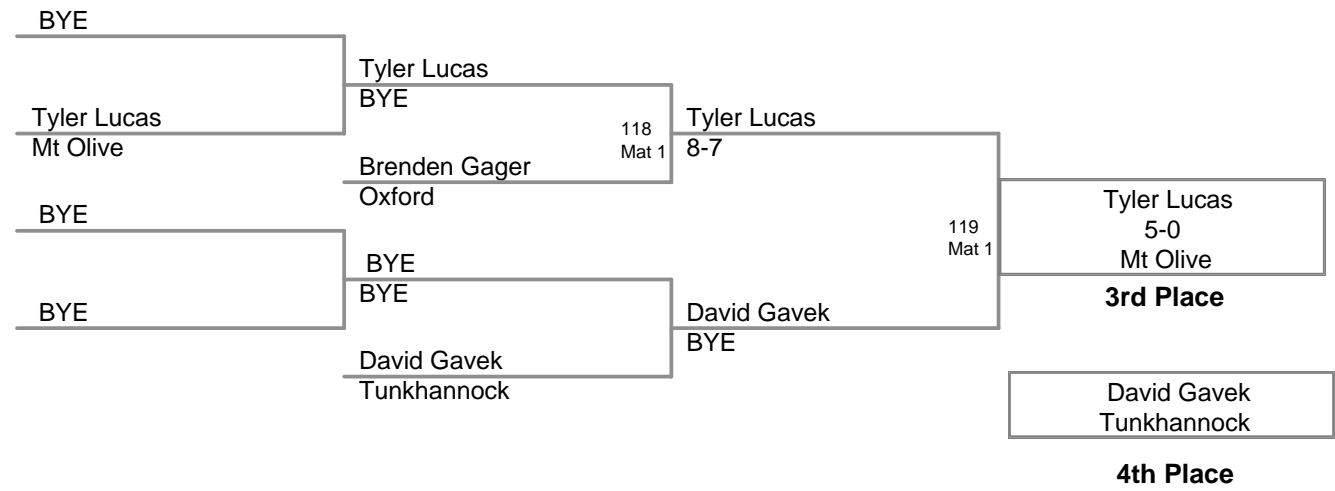 BYE
Tyler Lucas
BYE
Tyler Lucas
Mt Olive
118
Mat 1
Tyler Lucas
8-7
Brenden Gager
Oxford
BYE
BYE
BYE
BYE
David Gavek
Tunkhannock
David Gavek
BYE
119
Mat 1
Tyler Lucas
5-0
Mt Olive
3rd Place
David Gavek
Tunkhannock
4th Place